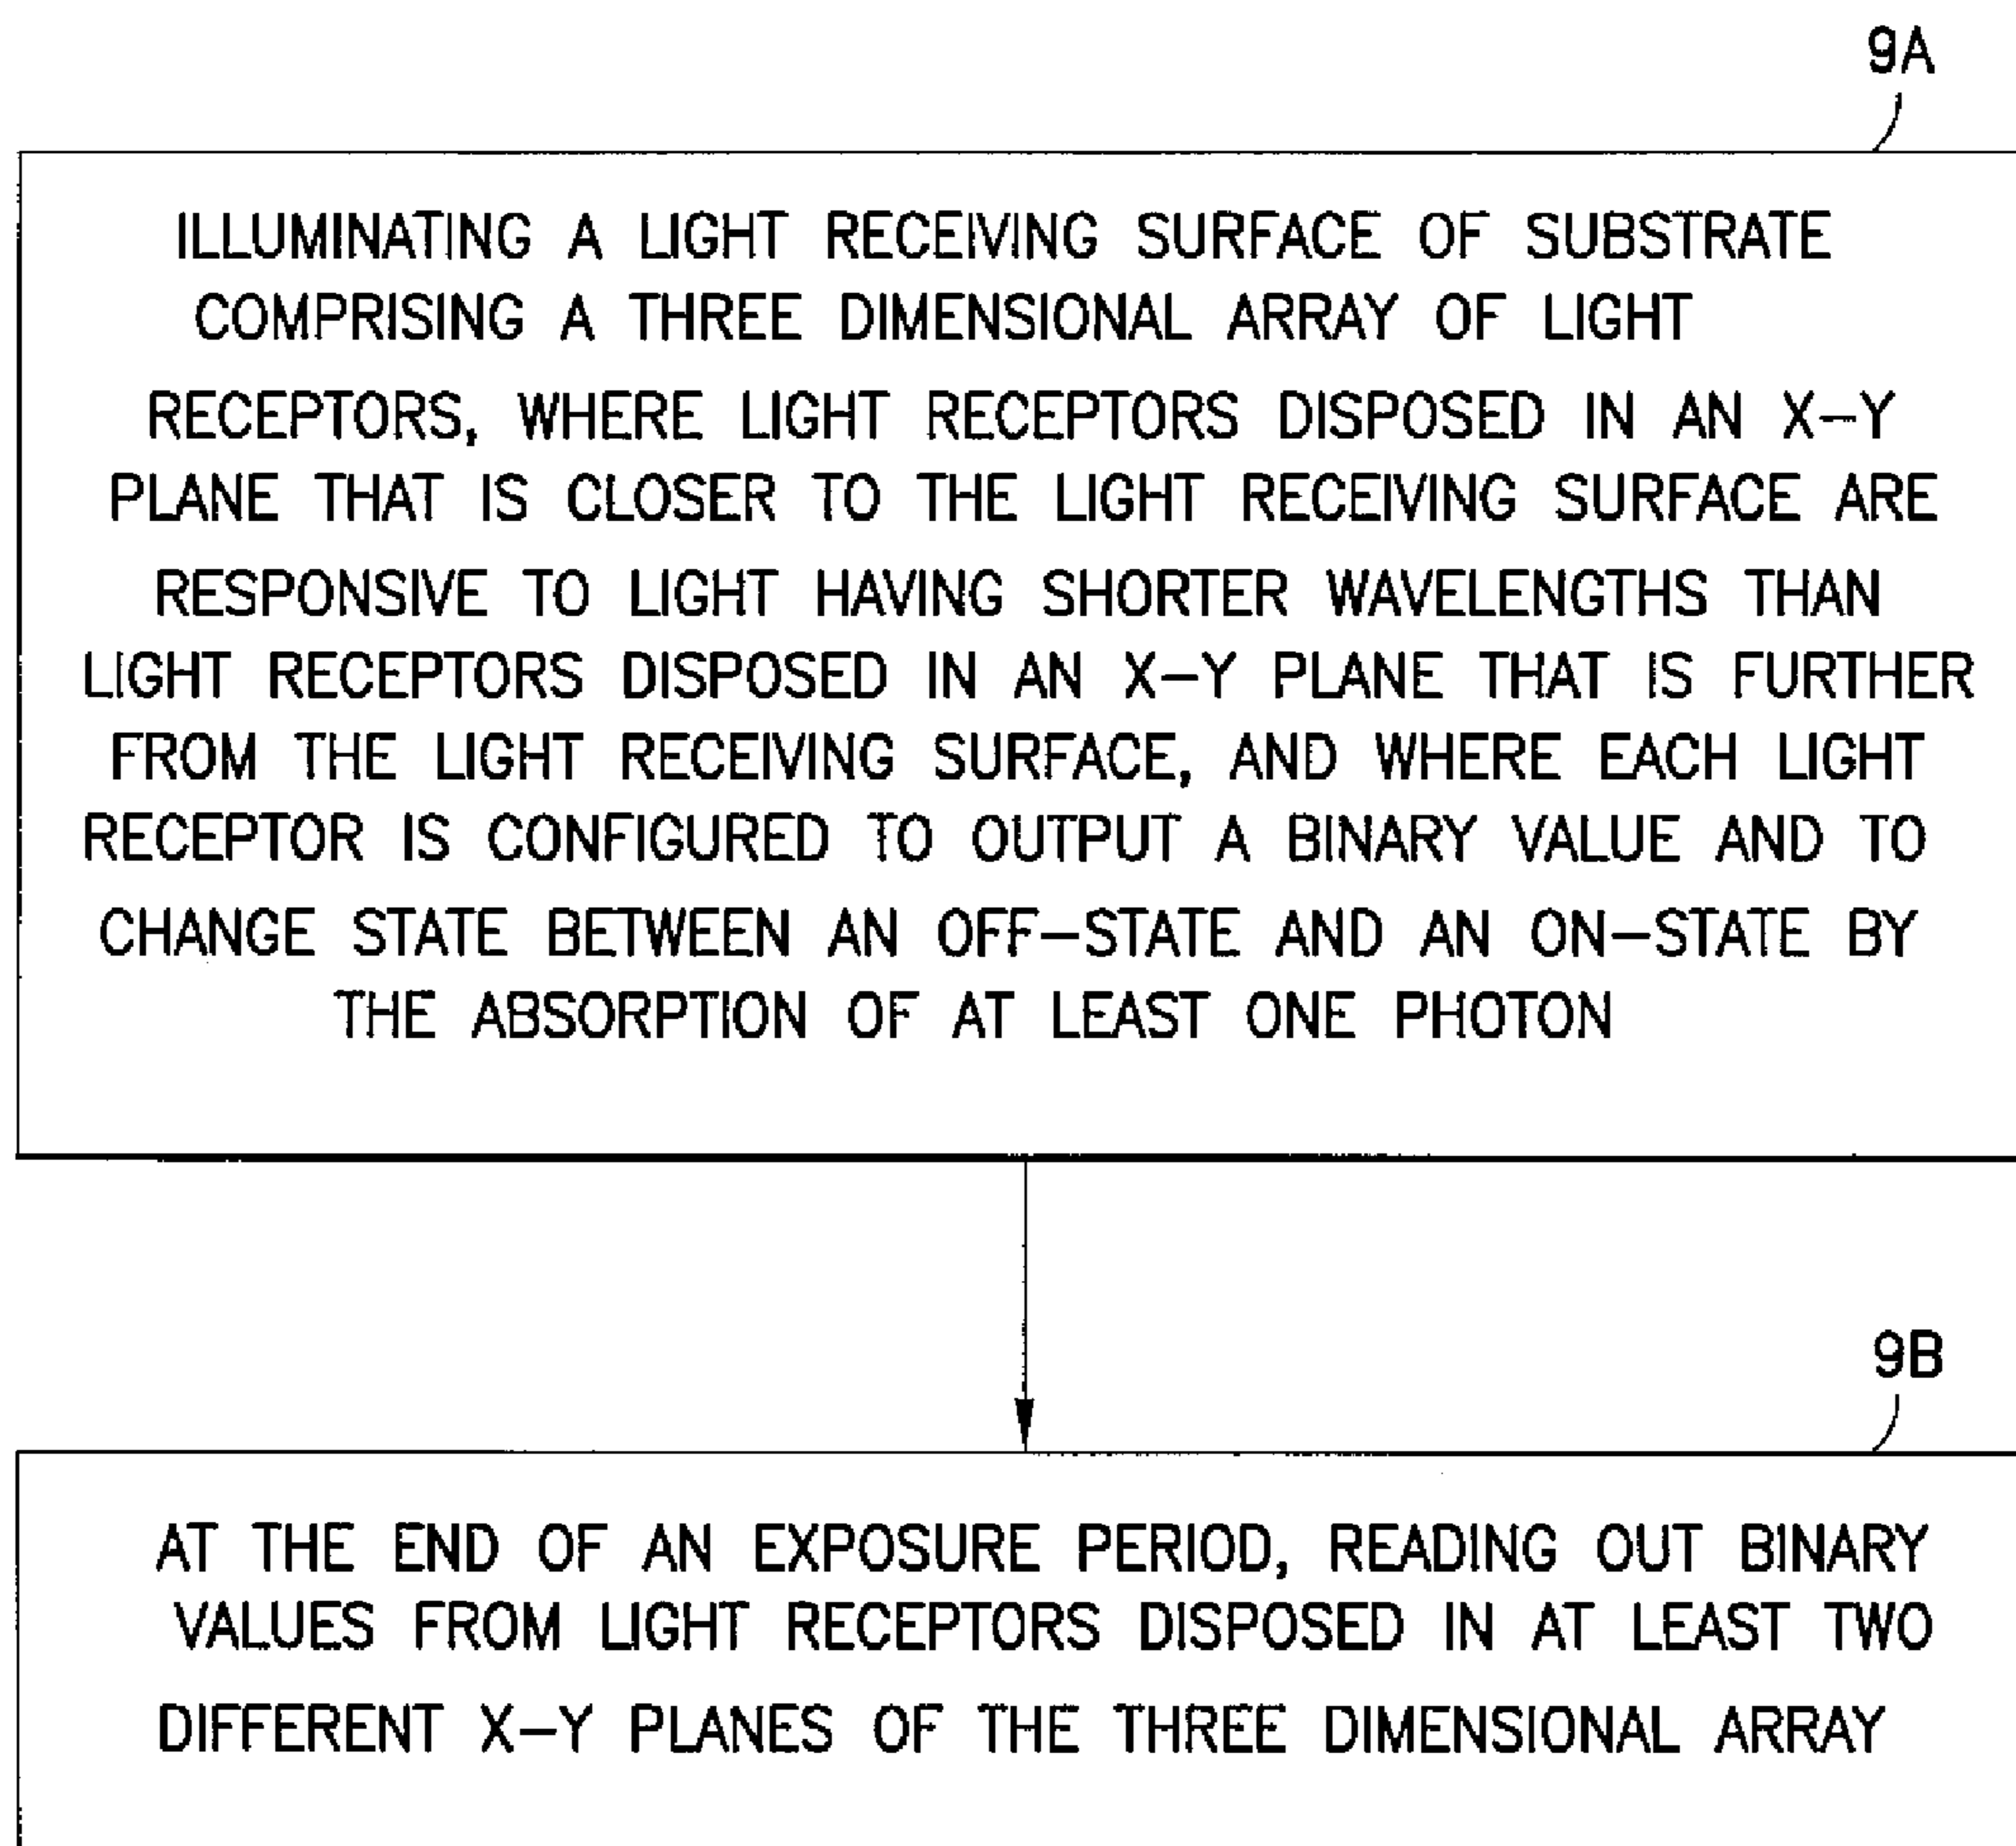 9A
ILLUMINATING A LIGHT RECEIVING SURFACE OF SUBSTRATE
COMPRISING A THREE DIMENSIONAL ARRAY OF LIGHT
RECEPTORS, WHERE LIGHT RECEPTORS DISPOSED IN AN X-Y
PLANE THAT IS CLOSER TO THE LIGHT RECEIVING SURFACE ARE
RESPONSIVE TO LIGHT HAVING SHORTER WAVELENGTHS THAN
LIGHT RECEPTORS DISPOSED IN AN X-Y PLANE THAT IS FURTHER
FROM THE LIGHT RECEIVING SURFACE, AND WHERE EACH LIGHT
RECEPTOR IS CONFIGURED TO OUTPUT A BINARY VALUE AND TO
CHANGE STATE BETWEEN AN OFF-STATE AND AN ON-STATE BY
THE ABSORPTION OF AT LEAST ONE PHOTON
9B
AT THE END OF AN EXPOSURE PERIOD, READING OUT BINARY
VALUES FROM LIGHT RECEPTORS DISPOSED IN AT LEAST TWO
DIFFERENT X-Y PLANES OF THE THREE DIMENSIONAL ARRAY